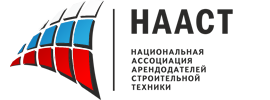 НААСТ
НАЦИОНАЛЬНАЯ
АССОЦИАЦИЯ
АРЕНДОДАТЕЛЕЙ
СТРОИТЕЛЬНОЙ
ТЕХНИКИ